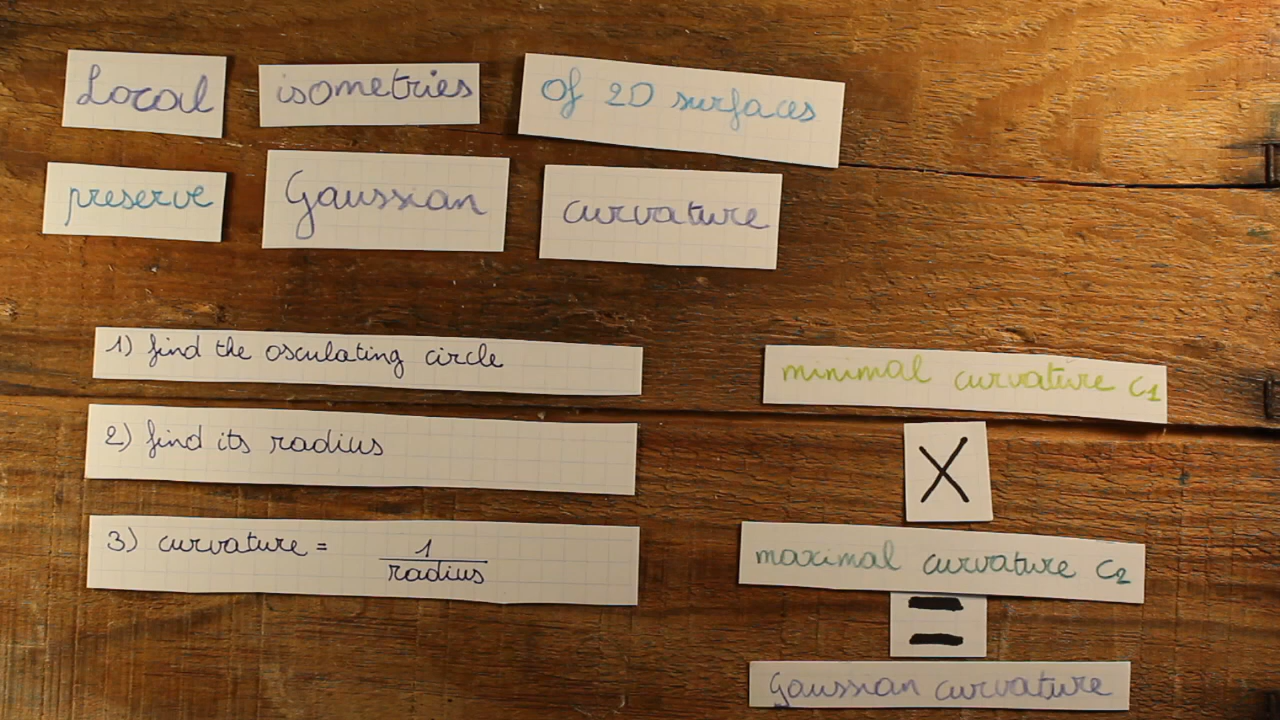 Local isometries of 2D surfaces
preserve Gaussian curvature
1) find the osculating circle
2) find its radius
3) curvature = 1/radius
minimal curvature c1
X
maximal curvature c2
=
Gaussian curvature